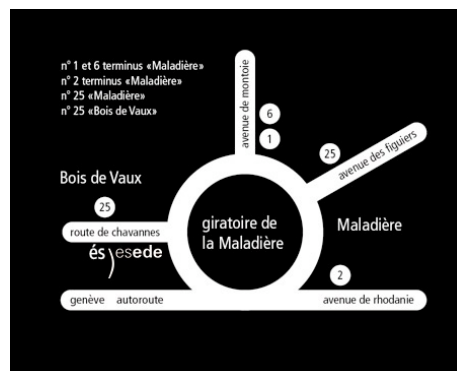 n° 1 et 6 terminus «Maladière»
n° 2 terminus «Maladière»
n° 25 «Maladière»
n° 25 «Bois de Vaux»
avenue de montoie
6
1
25
avenue des figuiers
Bois de Vaux
25
route de chavannes
és)esede
giratoire de
la Maladière
Maladière
2
genève autoroute
avenue de rhodanie